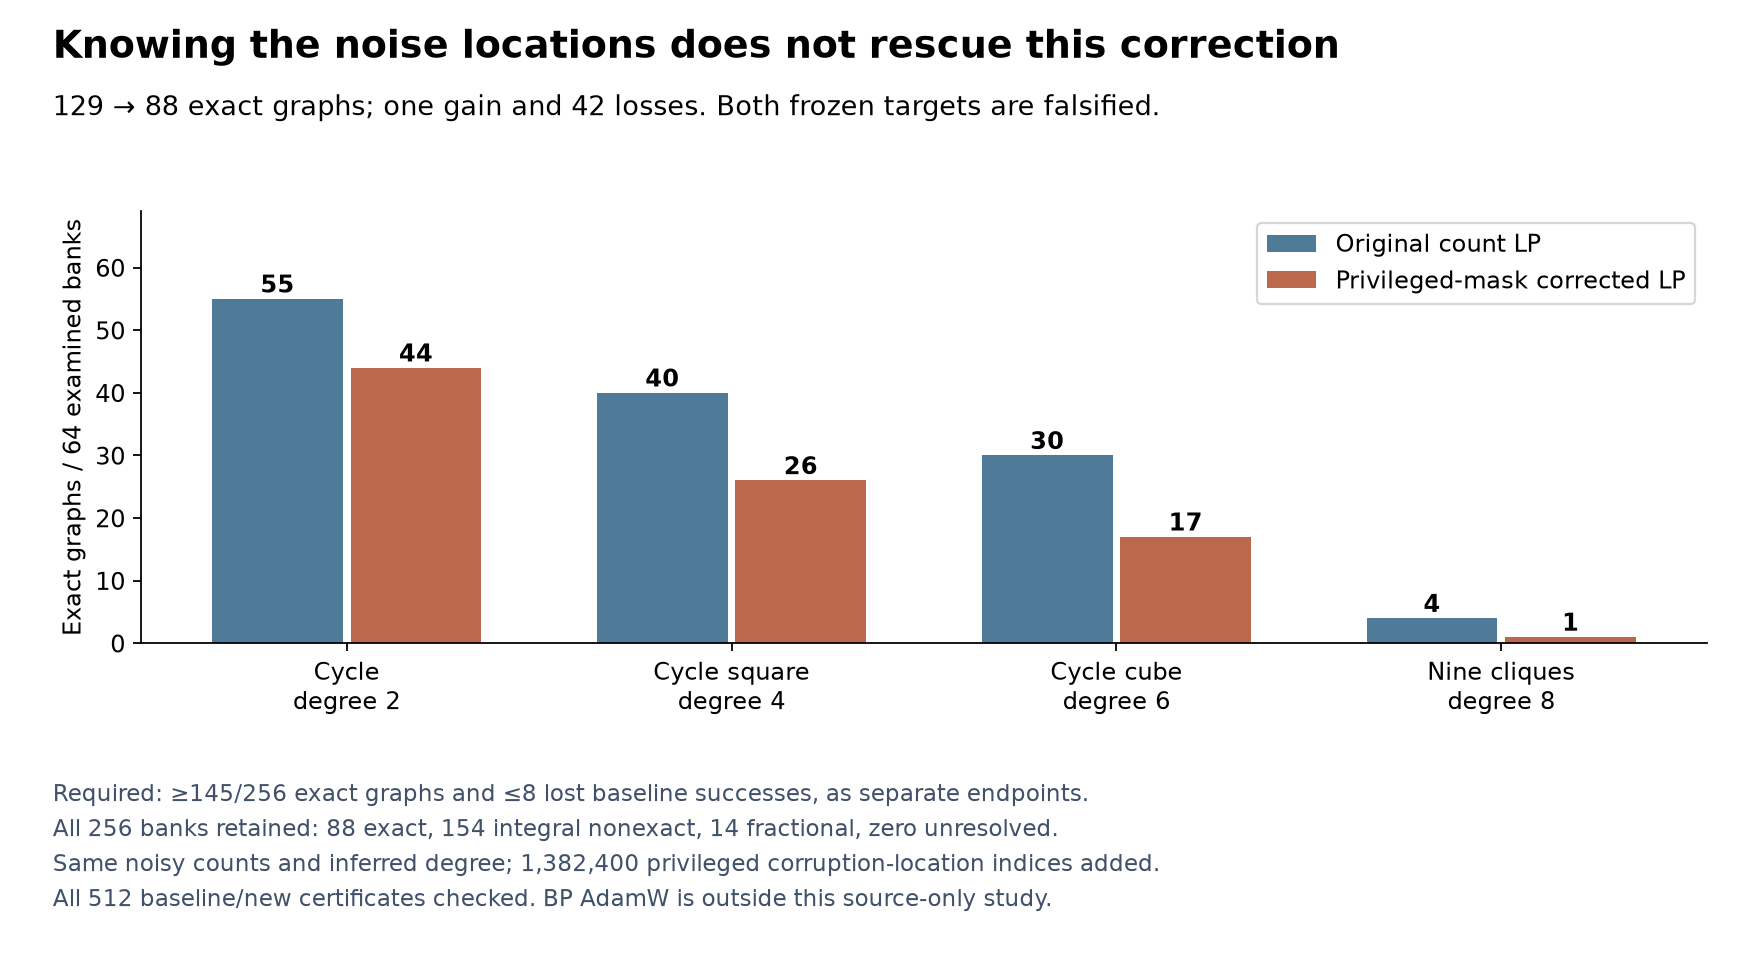 Knowing the noise locations does not rescue this correction
129 → 88 exact graphs; one gain and 42 losses. Both frozen targets are falsified.
Exact graphs / 64 examined banks
60
50
40
30
20
10
0
Original count LP
Privileged-mask corrected LP
55
44
40
26
30
17
4
1
Cycle
degree 2
Cycle square
degree 4
Cycle cube
degree 6
Nine cliques
degree 8
Required: ≥145/256 exact graphs and ≤8 lost baseline successes, as separate endpoints.
All 256 banks retained: 88 exact, 154 integral nonexact, 14 fractional, zero unresolved.
Same noisy counts and inferred degree; 1,382,400 privileged corruption-location indices added.
All 512 baseline/new certificates checked. BP AdamW is outside this source-only study.